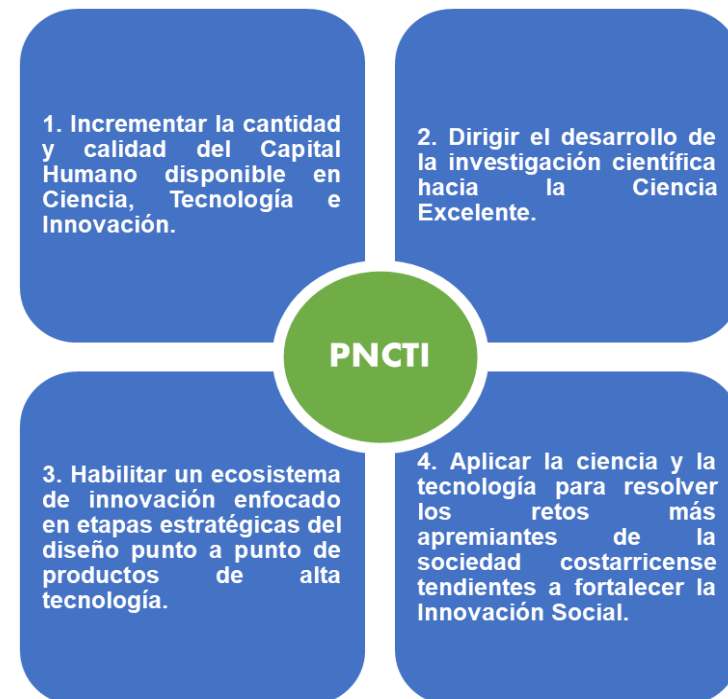 1. Incrementar la cantidad
y calidad del Capital
Humano disponible en
Ciencia, Tecnología e
Innovación.
2. Dirigir el desarrollo de
la investigación científica
hacia la Ciencia
Excelente.
PNCTI
3. Habilitar un ecosistema
de innovación enfocado
en etapas estratégicas del
diseño punto a punto de
productos de alta
tecnología.
4. Aplicar la ciencia y la
tecnología para resolver
los retos más
apremiantes de la
sociedad costarricense
tendientes a fortalecer la
Innovación Social.